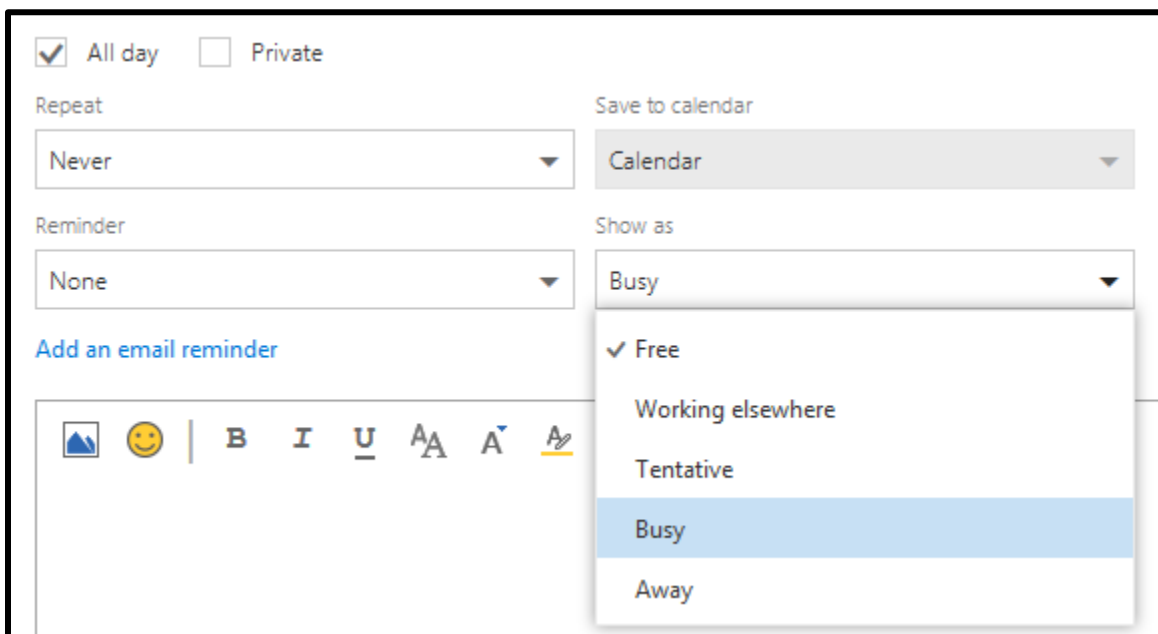 All day Private
Repeat Save to calendar
Never Calendar
Reminder Show as
None Busy
Add an email reminder
Free
Working elsewhere
B I U AA A A
Tentative
Busy
Away